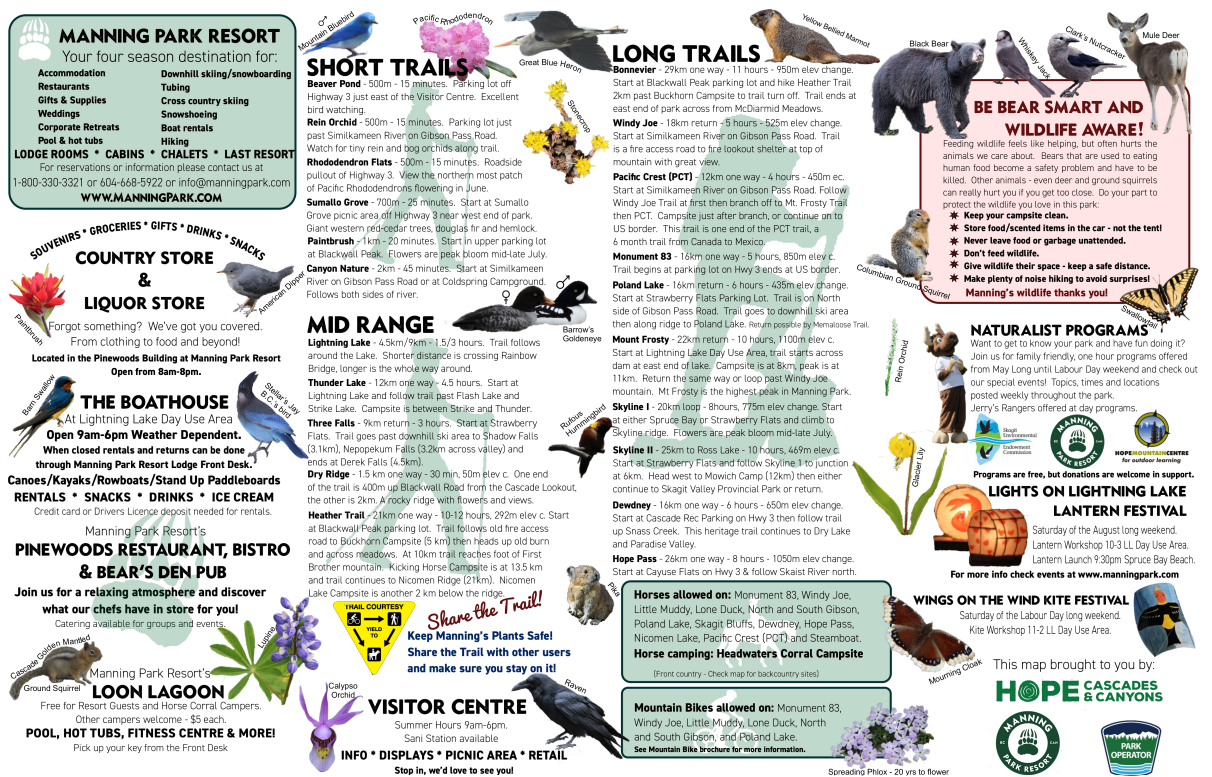 MANNING PARK RESORT
Your four season destination for:
Accommodation
Restaurants
Gifts & Supplies
Weddings
Corporate Retreats
Pool & hot tubs
Downhill skiing/snowboarding
Tubing
Cross country skiing
Snowshoeing
Boat rentals
Hiking
LODGE ROOMS * CABINS * CHALETS * LAST RESORT
For reservations or information please contact us at
1-800-330-3321 or 604-668-5922 or info@manningpark.com
WWW.MANNINGPARK.COM
SOUVENIRS * GROCERIES * GIFTS * DRINKS * SNACKS
COUNTRY STORE
&
LIQUOR STORE
Paintbrush
American Dipper
Forgot something? We've got you covered.
From clothing to food and beyond!
Located in the Pinewoods Building at Manning Park Resort
Open from 8am-8pm.
Barn Swallow
Steller's Jay
B.C.'s bird
THE BOATHOUSE
At Lightning Lake Day Use Area
Open 9am-6pm Weather Dependent.
When closed rentals and returns can be done
through Manning Park Resort Lodge Front Desk.
Canoes/Kayaks/Rowboats/Stand Up Paddleboards
RENTALS * SNACKS * DRINKS * ICE CREAM
Credit card or Drivers Licence deposit needed for rentals.
Manning Park Resort's
PINEWOODS RESTAURANT, BISTRO
& BEAR'S DEN PUB
Join us for a relaxing atmosphere and discover
what our chefs have in store for you!
Catering available for groups and events.
Cascade Golden Mantled
Ground Squirrel
Lupine
Manning Park Resort's
LOON LAGOON
Free for Resort Guests and Horse Corral Campers.
Other campers welcome - $5 each.
POOL, HOT TUBS, FITNESS CENTRE & MORE!
Pick up your key from the Front Desk
♂
Mountain Bluebird
Pacific Rhododendron
Great Blue Heron
Stonecrop
SHORT TRAILS
Beaver Pond - 500m - 15 minutes. Parking lot off
Highway 3 just east of the Visitor Centre. Excellent
bird watching.
Rein Orchid - 500m - 15 minutes. Parking lot just
past Similkameen River on Gibson Pass Road.
Watch for tiny rein and bog orchids along trail.
Rhododendron Flats - 500m - 15 minutes. Roadside
pullout of Highway 3. View the northern most patch
of Pacific Rhododendrons flowering in June.
Sumallo Grove - 700m - 25 minutes. Start at Sumallo
Grove picnic area off Highway 3 near west end of park.
Giant western red-cedar trees, douglas fir and hemlock.
Paintbrush - 1km - 20 minutes. Start in upper parking lot
at Blackwall Peak. Flowers are peak bloom mid-late July.
Canyon Nature - 2km - 45 minutes. Start at Similkameen
River on Gibson Pass Road or at Coldspring Campground.
Follows both sides of river.
♀
♂
Barrow's
Goldeneye
MID RANGE
Lightning Lake - 4.5km/9km - 1.5/3 hours. Trail follows
around the Lake. Shorter distance is crossing Rainbow
Bridge, longer is the whole way around.
Thunder Lake - 12km one way - 4.5 hours. Start at
Lightning Lake and follow trail past Flash Lake and
Strike Lake. Campsite is between Strike and Thunder.
Three Falls - 9km return - 3 hours. Start at Strawberry
Flats. Trail goes past downhill ski area to Shadow Falls
(2.1km), Nepopekum Falls (3.2km across valley) and
ends at Derek Falls (4.5km).
Dry Ridge - 1.5 km one way - 30 min, elev c. One end
of the trail is 400m up Blackwall Road from the Cascade Lookout,
the other is 2km. A rocky ridge with flowers and views.
Heather Trail - 21km one way - 10-12 hours, 292m elev c. Start
at Blackwall Peak parking lot. Trail follows old fire access
road to Buckhorn Campsite (5 km) then heads up old burn
and across meadows. At 10km trail reaches foot of First
Brother mountain. Kicking Horse Campsite is at 13.5 km
and trail continues to Nicomen Ridge (21km). Nicomen
Lake Campsite is another 2 km below the ridge.
Rufous
Hummingbird
Pika
TRAIL COURTESY
YIELD
TO
Share the Trail!
Keep Manning's Plants Safe!
Share the Trail with other users
and make sure you stay on it!
Calypso
Orchid
Raven
VISITOR CENTRE
Summer Hours 9am-6pm.
Sani Station available
INFO * DISPLAYS * PICNIC AREA * RETAIL
Stop in, we'd love to see you!
Yellow Bellied Marmot
LONG TRAILS
Bonnevier - 29km one way - 11 hours - 950m elev change.
Start at Blackwall Peak parking lot and hike Heather Trail
2km past Buckhorn Campsite to trail turn off. Trail ends at
east end of park across from McDiarmid Meadows.
Windy Joe - 18km return - 5 hours - 525m elev change.
Start at Similkameen River on Gibson Pass Road. Trail
is a fire access road to fire lookout shelter at top of
mountain with great view.
Pacific Crest (PCT) - 12km one way - 4 hours - 450m ec.
Start at Similkameen River on Gibson Pass Road. Follow
Windy Joe Trail at first then branch off to Mt. Frosty Trail
then PCT. Campsite just after branch, or continue on to
US border. This trail is one end of the PCT trail, a
6 month trail from Canada to Mexico.
Monument 83 - 16km one way - 5 hours, 850m elev c.
Trail begins at parking lot on Hwy 3 ends at US border.
Poland Lake - 16km return - 6 hours - 435m elev change.
Start at Strawberry Flats Parking Lot. Trail is on North
side of Gibson Pass Road. Trail goes to downhill ski area
then along ridge to Poland Lake. Return possible by Memaloose Trail.
Mount Frosty - 22km return - 10 hours, 1100m elev c.
Start at Lightning Lake Day Use Area, trail starts across
dam at east end of lake. Campsite is at 8km, peak is at
11km. Return the same way or loop past Windy Joe
mountain. Mt Frosty is the highest peak in Manning Park.
Skyline I - 20km loop - 8hours, 775m elev change. Start
at either Spruce Bay or Strawberry Flats and climb to
Skyline ridge. Flowers are peak bloom mid-late July.
Skyline II - 25km to Ross Lake - 10 hours, 469m elev c.
Start at Strawberry Flats and follow Skyline 1 to junction
at 6km. Head west to Mowich Camp (12km) then either
continue to Skagit Valley Provincial Park or return.
Dewdney - 16km one way - 6 hours - 650m elev change.
Start at Cascade Rec Parking on Hwy 3 then follow trail
up Snass Creek. This heritage trail continues to Dry Lake
and Paradise Valley.
Hope Pass - 26km one way - 8 hours - 1050m elev change.
Start at Cayuse Flats on Hwy 3 & follow Skaist River north.
Horses allowed on: Monument 83, Windy Joe,
Little Muddy, Lone Duck, North and South Gibson,
Poland Lake, Skagit Bluffs, Dewdney, Hope Pass,
Nicomen Lake, Pacific Crest (PCT) and Steamboat.
Horse camping: Headwaters Corral Campsite
(Front country - Check map for backcountry sites)
Mountain Bikes allowed on: Monument 83,
Windy Joe, Little Muddy, Lone Duck, North
and South Gibson, and Poland Lake.
See Mountain Bike brochure for more information.
Spreading Phlox - 20 yrs to flower
Black Bear
Whiskey Jack
Clark's Nutcracker
Mule Deer
BE BEAR SMART AND
WILDLIFE AWARE!
Feeding wildlife feels like helping, but often hurts the
animals we care about. Bears that are used to eating
human food become a safety problem and have to be
killed. Other animals - even deer and ground squirrels
can really hurt you if you get too close. Do your part to
protect the wildlife you love in this park:
Keep your campsite clean.
Store food/scented items in the car - not the tent!
Never leave food or garbage unattended.
Don't feed wildlife.
Give wildlife their space - keep a safe distance.
Make plenty of noise hiking to avoid surprises!
Manning's wildlife thanks you!
Columbian Ground Squirrel
Swallowtail
Rein Orchid
NATURALIST PROGRAMS
Want to get to know your park and have fun doing it?
Join us for family friendly, one hour programs offered
from May Long until Labour Day weekend and check out
our special events! Topics, times and locations
posted weekly throughout the park.
Jerry's Rangers offered at day programs.
Skagit
Environmental
Endowment
Commission
MANNING
PARK RESORT
BC
CAN
HOPEMOUNTAINCENTRE
for outdoor learning
Programs are free, but donations are welcome in support.
Glacier Lily
LIGHTS ON LIGHTNING LAKE
LANTERN FESTIVAL
Saturday of the August long weekend.
Lantern Workshop 10-3 LL Day Use Area.
Lantern Launch 9:30pm Spruce Bay Beach.
For more info check events at www.manningpark.com
WINGS ON THE WIND KITE FESTIVAL
Saturday of the Labour Day long weekend.
Kite Workshop 11-2 LL Day Use Area.
Mourning Cloak
This map brought to you by:
HOPE CASCADES
& CANYONS
MANNING
PARK RESORT
BC
CAN
PARK
OPERATOR